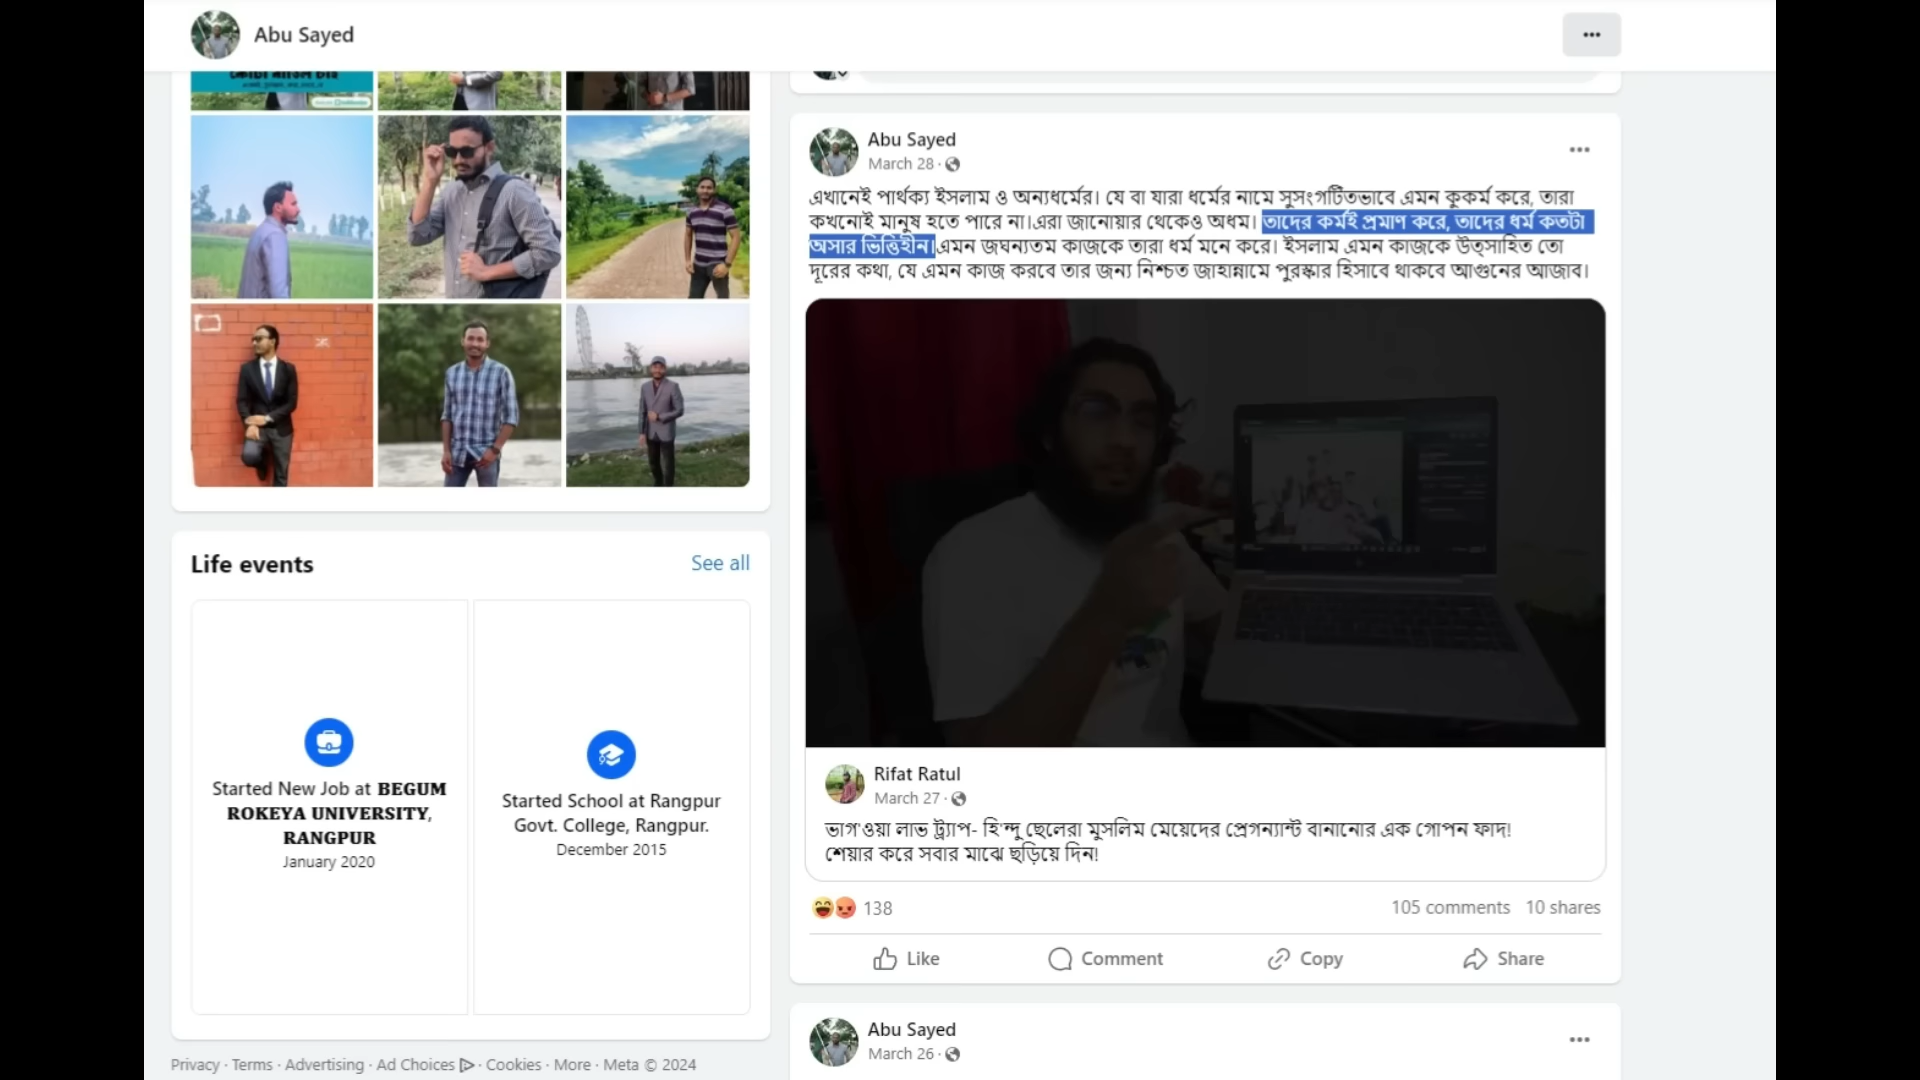 Abu Sayed
Abu Sayed
March 28 ·
এখানেই পার্থক্য ইসলাম ও অন্যধর্মের। যে বা যারা ধর্মের নামে সুসংগটিতভাবে এমন কুকর্ম করে, তারা
কখনোই মানুষ হতে পারে না।এরা জানোয়ার থেকেও অধম। তাদের কর্মই প্রমাণ করে, তাদের ধর্ম কতটা
অসার ভিত্তিহীন।এমন জঘন্যতম কাজকে তারা ধর্ম মনে করে। ইসলাম এমন কাজকে উত্সাহিত তো
দূরের কথা, যে এমন কাজ করবে তার জন্য নিশ্চত জাহান্নামে পুরস্কার হিসাবে থাকবে আগুনের আজাব।
Rifat Ratul
March 27 ·
ভাগ'ওয়া লাভ ট্র্যাপ- হি'ন্দু ছেলেরা মুসলিম মেয়েদের প্রেগন্যান্ট বানানোর এক গোপন ফাদ!
শেয়ার করে সবার মাঝে ছড়িয়ে দিন!
138
105 comments 10 shares
Like Comment Copy Share
Abu Sayed
March 26 ·
Life events
See all
Started New Job at BEGUM
ROKEYA UNIVERSITY,
RANGPUR
January 2020
Started School at Rangpur
Govt. College, Rangpur.
December 2015
Privacy · Terms · Advertising · Ad Choices · Cookies · More · Meta © 2024